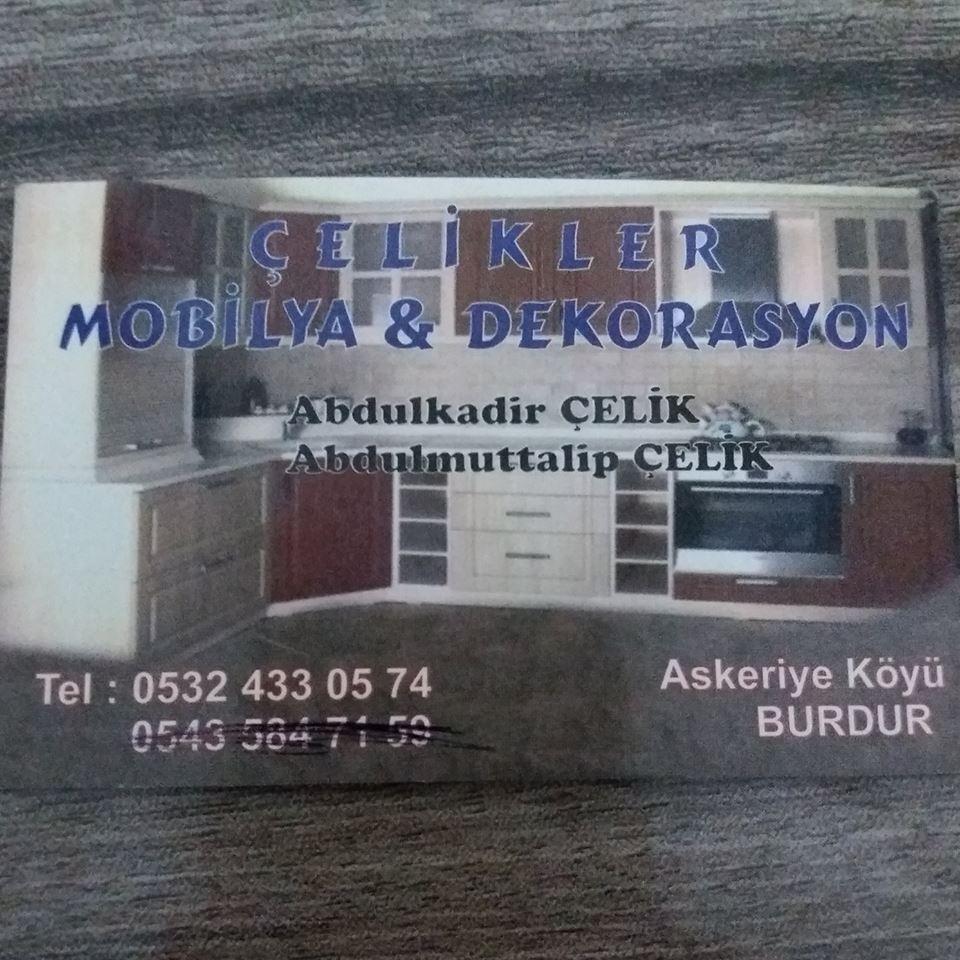 ÇELİKLER
MOBİLYA & DEKORASYON
Abdulkadir ÇELİK
Abdulmuttalip ÇELİK
Tel : 0532 433 05 74
0543 584 71 59
Askeriye Köyü
BURDUR